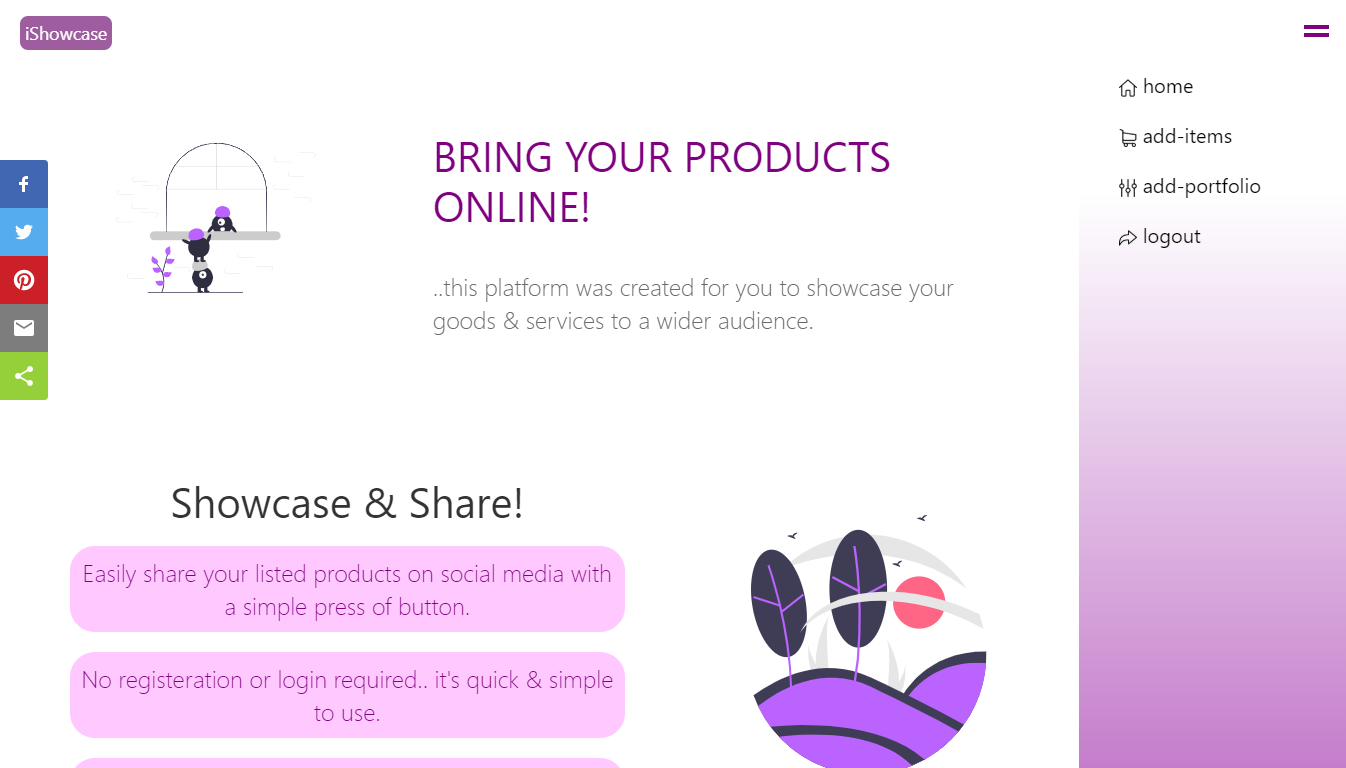 iShowcase
home
add-items
add-portfolio
logout
BRING YOUR PRODUCTS
ONLINE!
..this platform was created for you to showcase your
goods & services to a wider audience.
Showcase & Share!
Easily share your listed products on social media with
a simple press of button.
No registeration or login required.. it's quick & simple
to use.